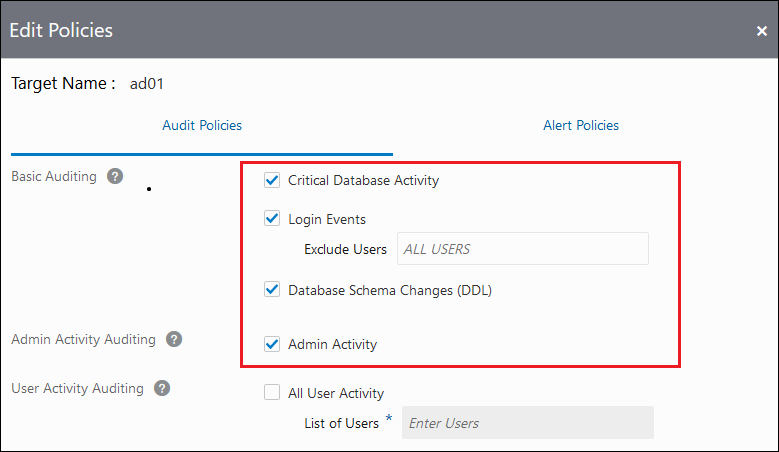 Edit Policies ×
Target Name : ad01
Audit Policies Alert Policies
Basic Auditing ? Critical Database Activity
Login Events
Exclude Users ALL USERS
Database Schema Changes (DDL)
Admin Activity Auditing ? Admin Activity
User Activity Auditing ? All User Activity
List of Users * Enter Users